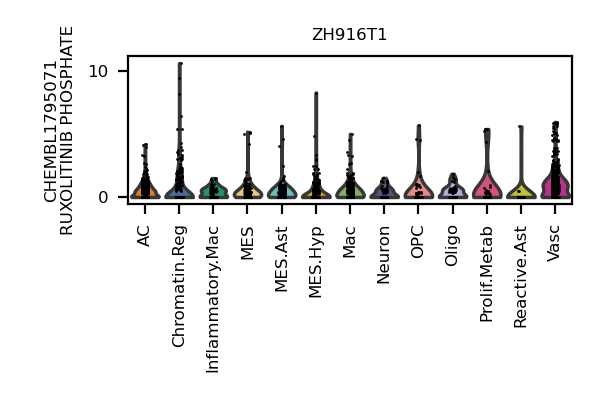 ZH916T1
CHEMBL1795071
RUXOLITINIB PHOSPHATE
10
0
AC
Chromatin.Reg
Inflammatory.Mac
MES
MES.Ast
MES.Hyp
Mac
Neuron
OPC
Oligo
Prolif.Metab
Reactive.Ast
Vasc